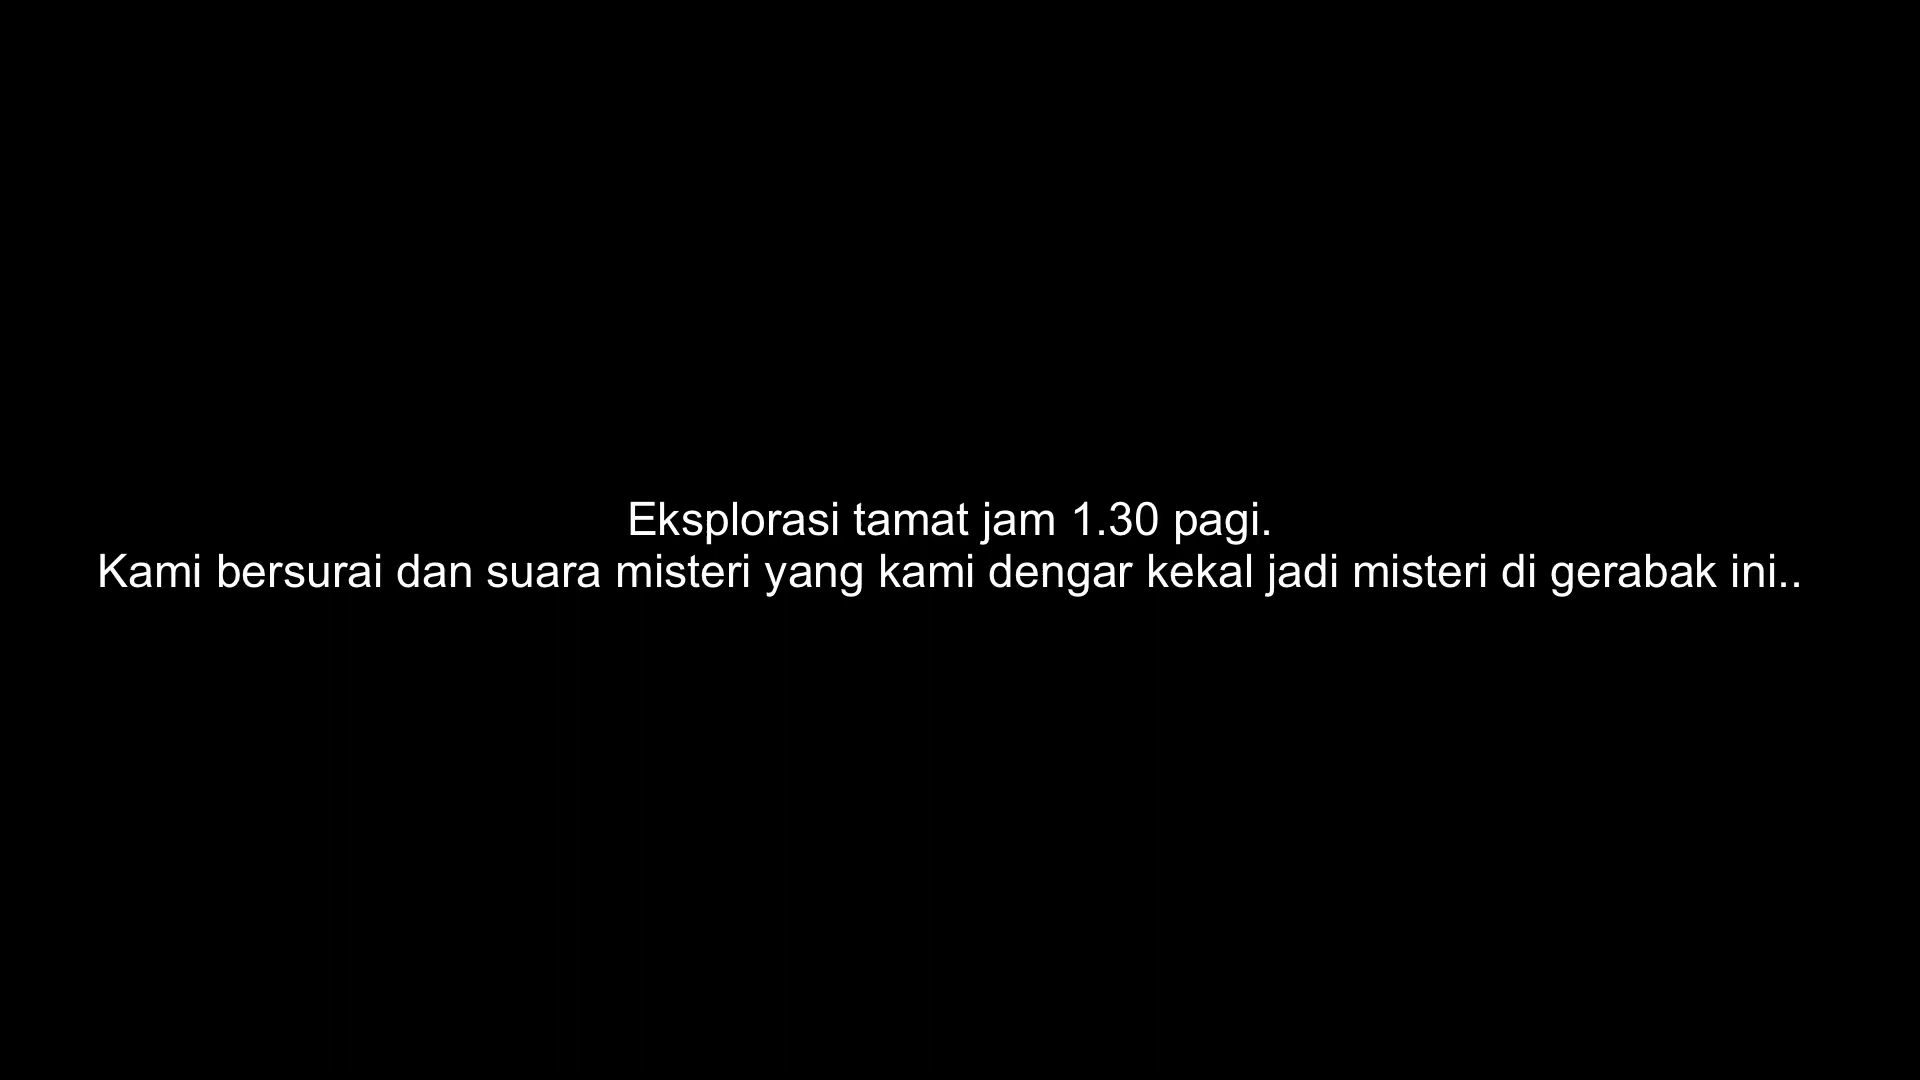 Eksplorasi tamat jam 1.30 pagi.
Kami bersurai dan suara misteri yang kami dengar kekal jadi misteri di gerabak ini..